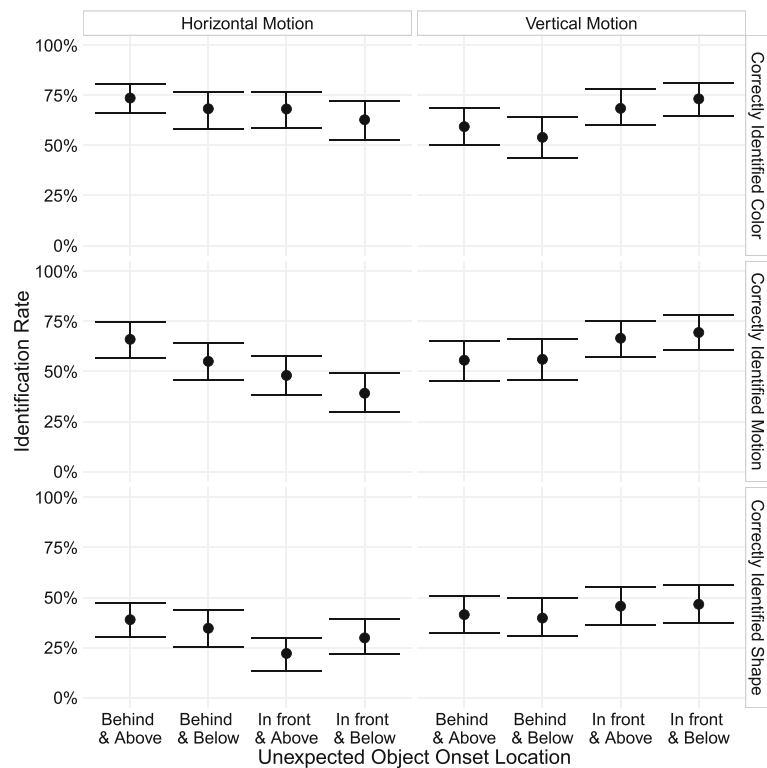 Horizontal Motion
Vertical Motion
100%
75%
50%
25%
0%
Correctly Identified Color
100%
75%
50%
25%
0%
Correctly Identified Motion
100%
75%
50%
25%
0%
Correctly Identified Shape
Identification Rate
Behind
& Above
Behind
& Below
In front
& Above
In front
& Below
Behind
& Above
Behind
& Below
In front
& Above
In front
& Below
Unexpected Object Onset Location